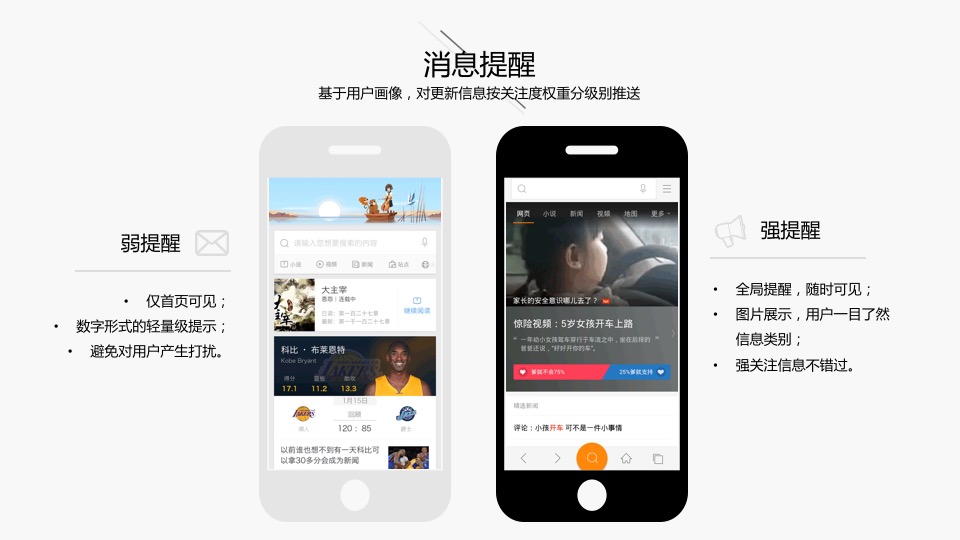 消息提醒
基于用户画像，对更新信息按关注度权重分级别推送
弱提醒
• 仅首页可见；
• 数字形式的轻量级提示；
• 避免对用户产生打扰。
请输入您想要搜索的内容
小说 视频 新闻 站点
大主宰
悬疑｜连载中
已读：第一百二十七章
最新：第一千一百二十七章
继续阅读
科比 · 布莱恩特
Kobe Bryant
得分 篮板 助攻
17.1 11.2 13.3
1月15日
回顾
120 : 85
湖人 爵士
以前谁也想不到有一天科比可
以拿30多分会成为新闻
网页 小说 新闻 视频 地图 更多
家长的安全意识哪儿去了？
惊险视频：5岁女孩开车上路
“ 一年幼小女孩驾车穿行于车流之中，坐在后排的 ”
爸爸还说，“好好开你的车”。
爹就不会75% 25%爹就支持
精选新闻
评论：小孩开车 可不是一件小事情
强提醒
• 全局提醒，随时可见；
• 图片展示，用户一目了然
信息类别；
• 强关注信息不错过。